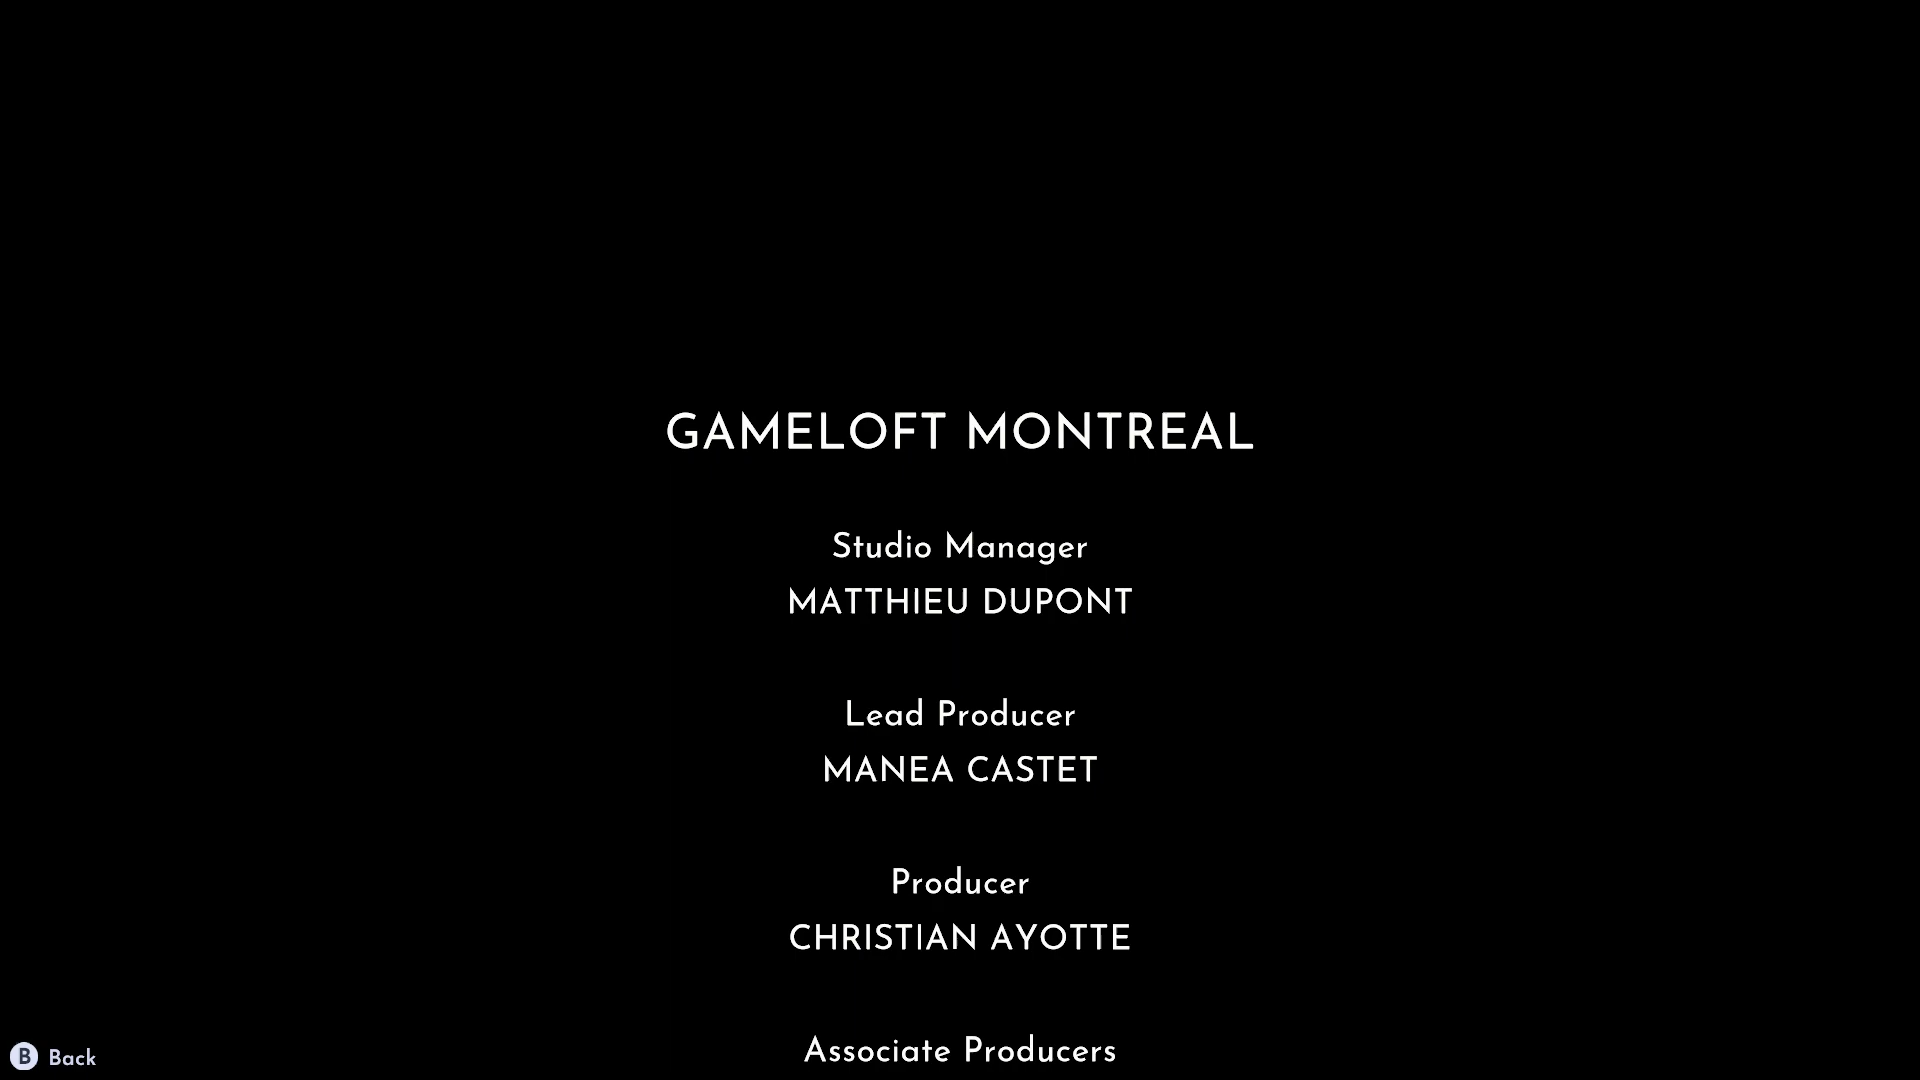 GAMELOFT MONTREAL
Studio Manager
MATTHIEU DUPONT
Lead Producer
MANEA CASTET
Producer
CHRISTIAN AYOTTE
Associate Producers
B Back